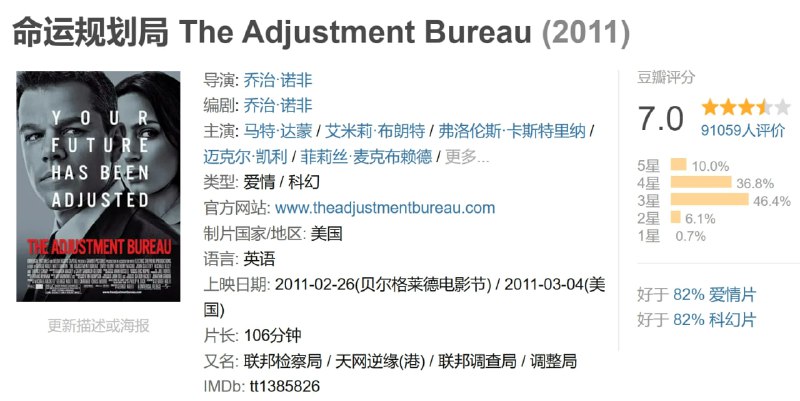 命运规划局 The Adjustment Bureau (2011)
YOUR
FUTURE
HAS BEEN
ADJUSTED
THE ADJUSTMENT BUREAU
更新描述或海报
导演: 乔治·诺非
编剧: 乔治·诺非
主演: 马特·达蒙 / 艾米莉·布朗特 / 弗洛伦斯·卡斯特里纳 /
迈克尔·凯利 / 菲莉丝·麦克布赖德 / 更多...
类型: 爱情 / 科幻
官方网站: www.theadjustmentbureau.com
制片国家/地区: 美国
语言: 英语
上映日期: 2011-02-26(贝尔格莱德电影节) / 2011-03-04(美
国)
片长: 106分钟
又名: 联邦检察局 / 天网逆缘(港) / 联邦调查局 / 调整局
IMDb: tt1385826
豆瓣评分
7.0
91059人评价
5星 10.0%
4星 36.8%
3星 46.4%
2星 6.1%
1星 0.7%
好于 82% 爱情片
好于 82% 科幻片